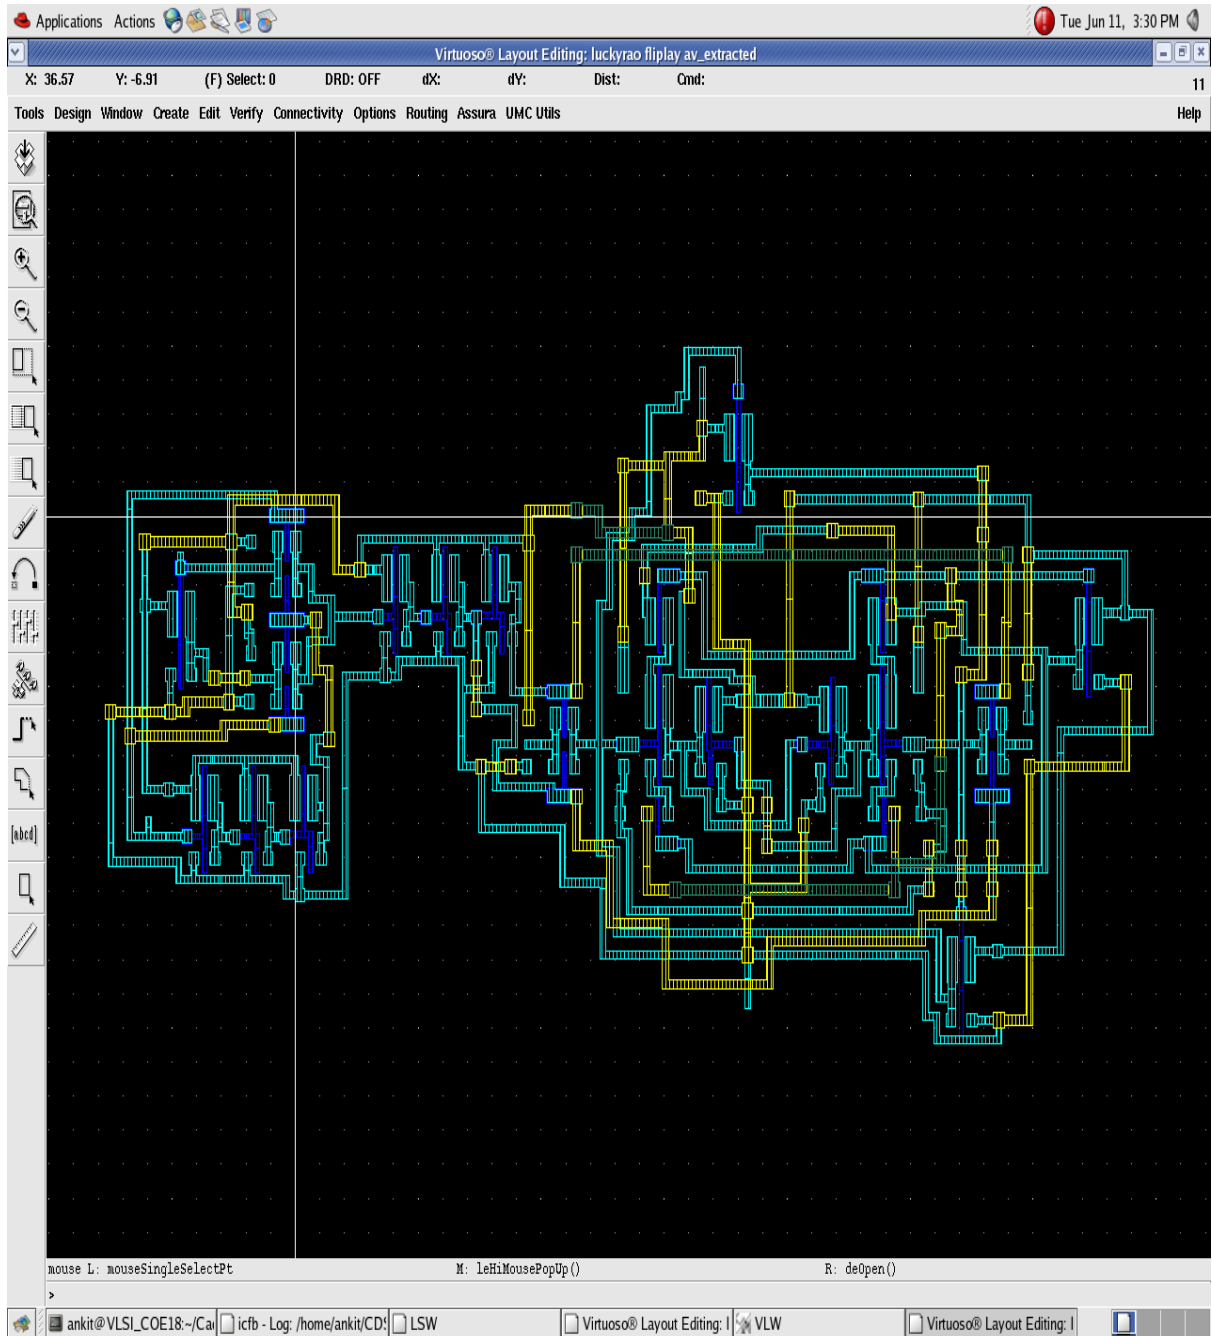 Applications Actions Tue Jun 11, 3:30 PM
Virtuoso® Layout Editing: luckyrao fliplay av_extracted
X: 36.57 Y: -6.91 (F) Select: 0 DRD: OFF dX: dY: Dist: Cmd: 11
Tools Design Window Create Edit Verify Connectivity Options Routing Assura UMC Utils Help
[abcd]
mouse L: mouseSingleSelectPt M: leHiMousePopUp() R: deOpen()
>
ankit@VLSI_COE18:~/Ca icfb - Log: /home/ankit/CDS LSW Virtuoso® Layout Editing: l VLW Virtuoso® Layout Editing: l